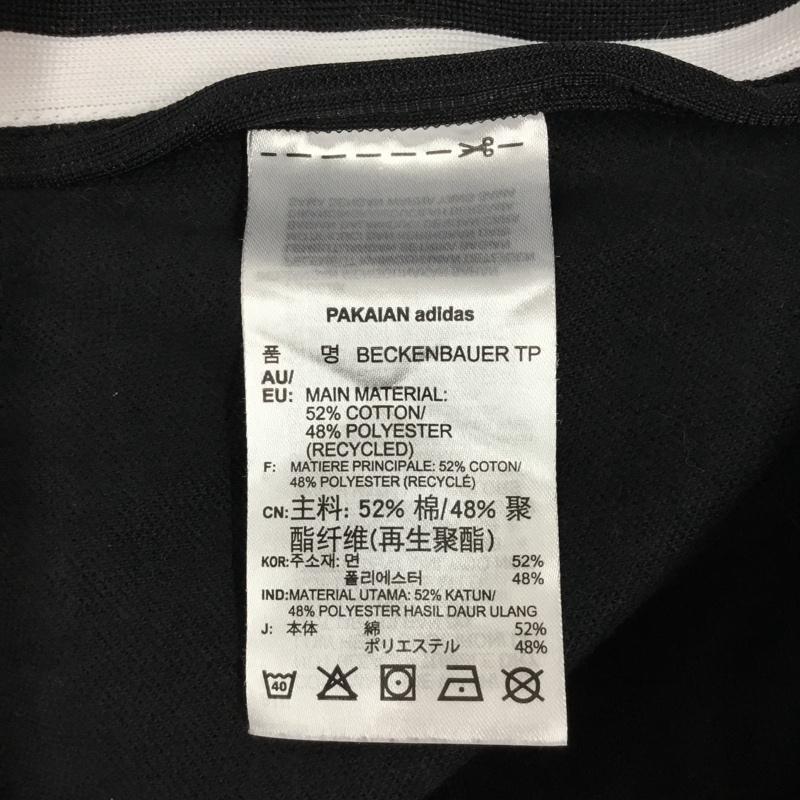 PAKAIAN adidas
품 명 BECKENBAUER TP
AU/
EU: MAIN MATERIAL:
52% COTTON/
48% POLYESTER
(RECYCLED)
F: MATIERE PRINCIPALE: 52% COTON/
48% POLYESTER (RECYCLÉ)
CN:主料: 52% 棉/48% 聚
酯纤维(再生聚酯)
KOR:주소재: 면 52%
폴리에스터 48%
IND:MATERIAL UTAMA: 52% KATUN/
48% POLYESTER HASIL DAUR ULANG
J: 本体 綿 52%
ポリエステル 48%
40